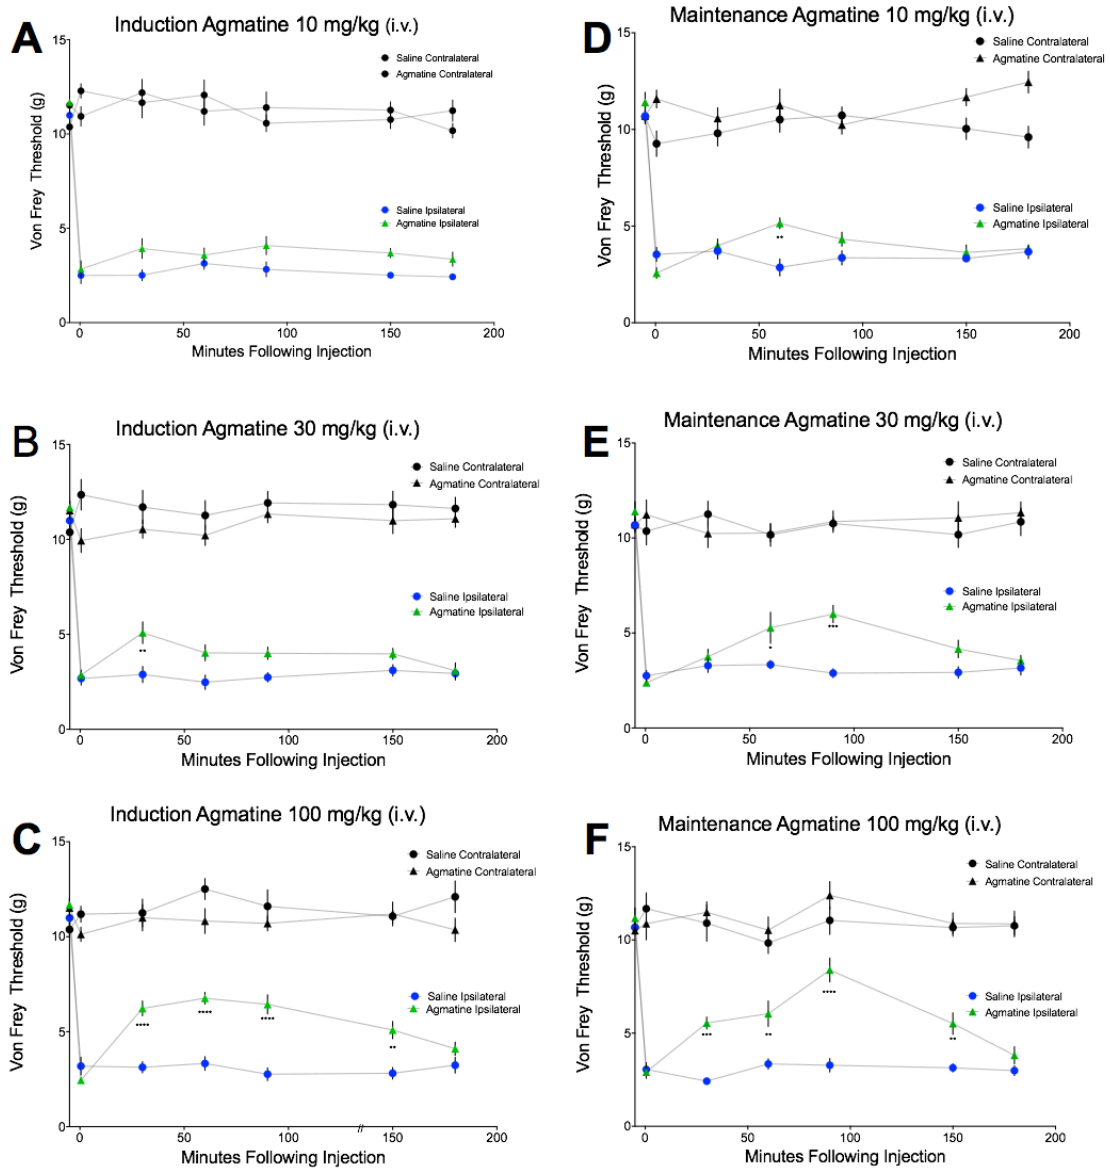 A
Induction Agmatine 10 mg/kg (i.v.)
Von Frey Threshold (g)
15
10
5
0
Saline Contralateral
Agmatine Contralateral
Saline Ipsilateral
Agmatine Ipsilateral
0 50 100 150 200
Minutes Following Injection
D
Maintenance Agmatine 10 mg/kg (i.v.)
Von Frey Threshold (g)
15
10
5
0
Saline Contralateral
Agmatine Contralateral
Saline Ipsilateral
Agmatine Ipsilateral
**
0 50 100 150 200
Minutes Following Injection
B
Induction Agmatine 30 mg/kg (i.v.)
Von Frey Threshold (g)
15
10
5
0
Saline Contralateral
Agmatine Contralateral
Saline Ipsilateral
Agmatine Ipsilateral
**
0 50 100 150 200
Minutes Following Injection
E
Maintenance Agmatine 30 mg/kg (i.v.)
Von Frey Threshold (g)
15
10
5
0
Saline Contralateral
Agmatine Contralateral
Saline Ipsilateral
Agmatine Ipsilateral
* ***
0 50 100 150 200
Minutes Following Injection
C
Induction Agmatine 100 mg/kg (i.v.)
Von Frey Threshold (g)
15
10
5
0
Saline Contralateral
Agmatine Contralateral
Saline Ipsilateral
Agmatine Ipsilateral
**** **** **** **
0 50 100 // 150 200
Minutes Following Injection
F
Maintenance Agmatine 100 mg/kg (i.v.)
Von Frey Threshold (g)
15
10
5
0
Saline Contralateral
Agmatine Contralateral
Saline Ipsilateral
Agmatine Ipsilateral
*** ** **** **
0 50 100 150 200
Minutes Following Injection